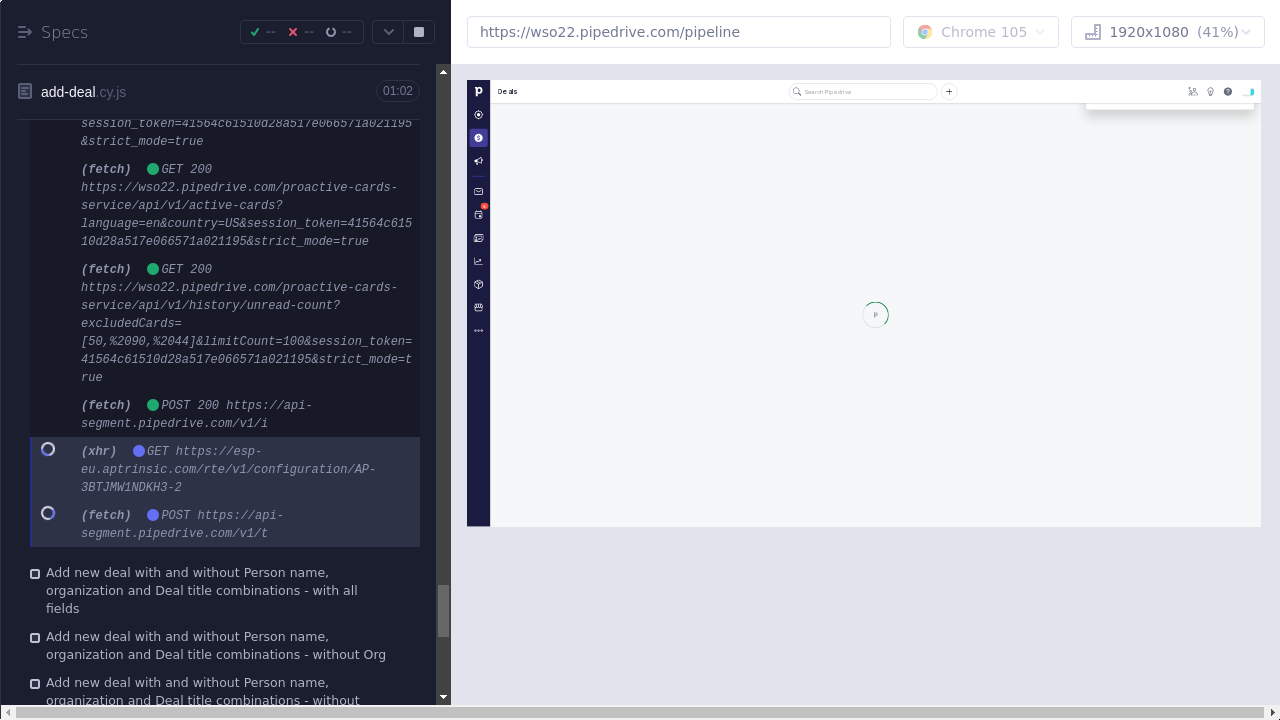 Specs
--
--
--
https://wso22.pipedrive.com/pipeline
Chrome 105
1920x1080 (41%)
add-deal.cy.js
01:02
session_token=41564c61510d28a517e066571a021195
&strict_mode=true
(fetch) GET 200
https://wso22.pipedrive.com/proactive-cards-
service/api/v1/active-cards?
language=en&country=US&session_token=41564c615
10d28a517e066571a021195&strict_mode=true
(fetch) GET 200
https://wso22.pipedrive.com/proactive-cards-
service/api/v1/history/unread-count?
excludedCards=
[50,%2090,%2044]&limitCount=100&session_token=
41564c61510d28a517e066571a021195&strict_mode=t
rue
(fetch) POST 200 https://api-
segment.pipedrive.com/v1/i
(xhr) GET https://esp-
eu.aptrinsic.com/rte/v1/configuration/AP-
3BTJMW1NDKH3-2
(fetch) POST https://api-
segment.pipedrive.com/v1/t
Add new deal with and without Person name,
organization and Deal title combinations - with all
fields
Add new deal with and without Person name,
organization and Deal title combinations - without Org
Add new deal with and without Person name,
organization and Deal title combinations - without
p
Deals
Search Pipedrive
+
P